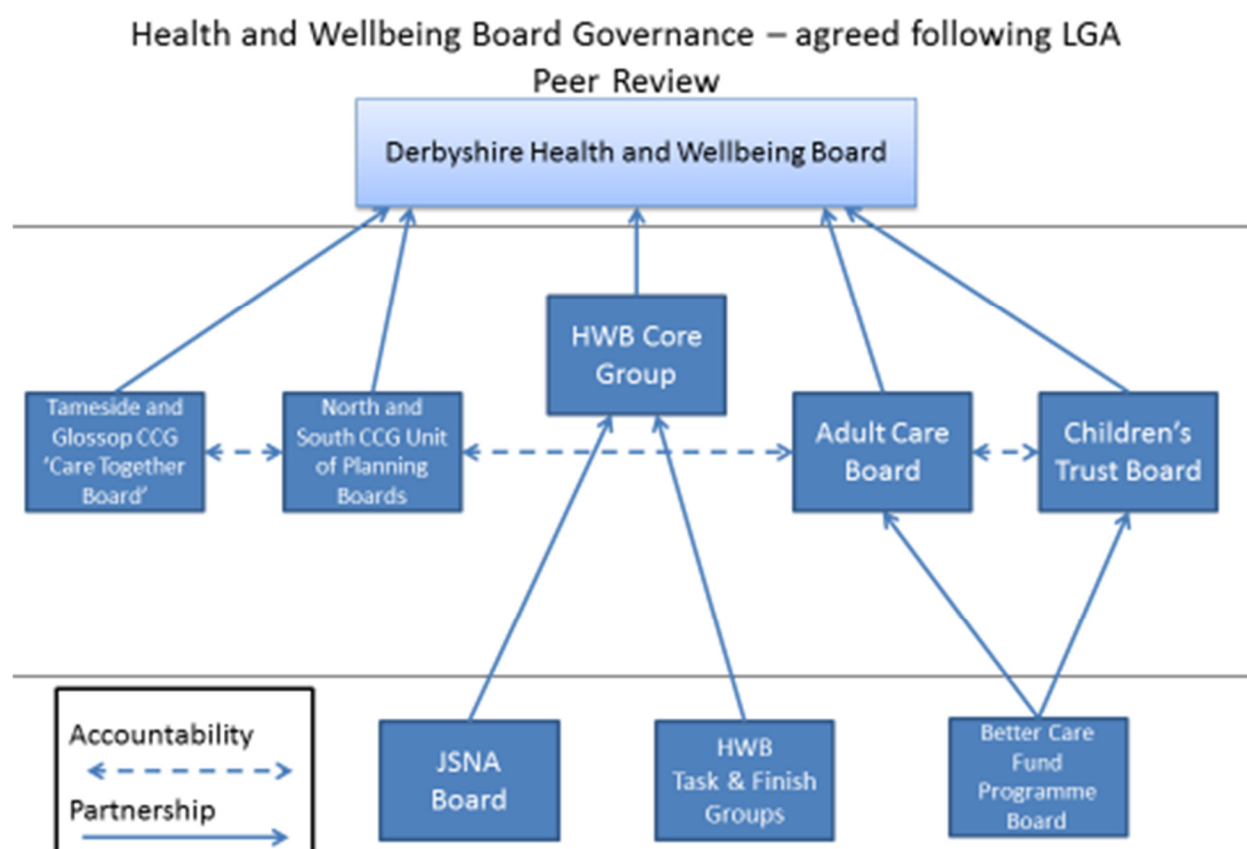 Health and Wellbeing Board Governance – agreed following LGA
Peer Review
Derbyshire Health and Wellbeing Board
HWB Core
Group
Tameside and
Glossop CCG
'Care Together
Board'
North and
South CCG Unit
of Planning
Boards
Adult Care
Board
Children's
Trust Board
Accountability
Partnership
JSNA
Board
HWB
Task & Finish
Groups
Better Care
Fund
Programme
Board